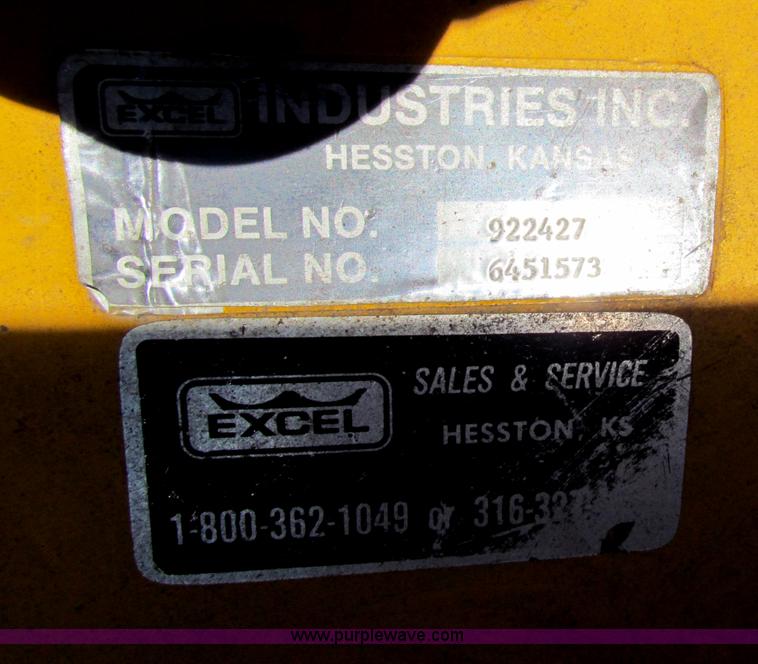 EXCEL INDUSTRIES INC.
HESSTON, KANSAS
MODEL NO. 922427
SERIAL NO. 6451573
EXCEL
SALES & SERVICE
HESSTON, KS
1-800-362-1049 or
www.purplewave.com